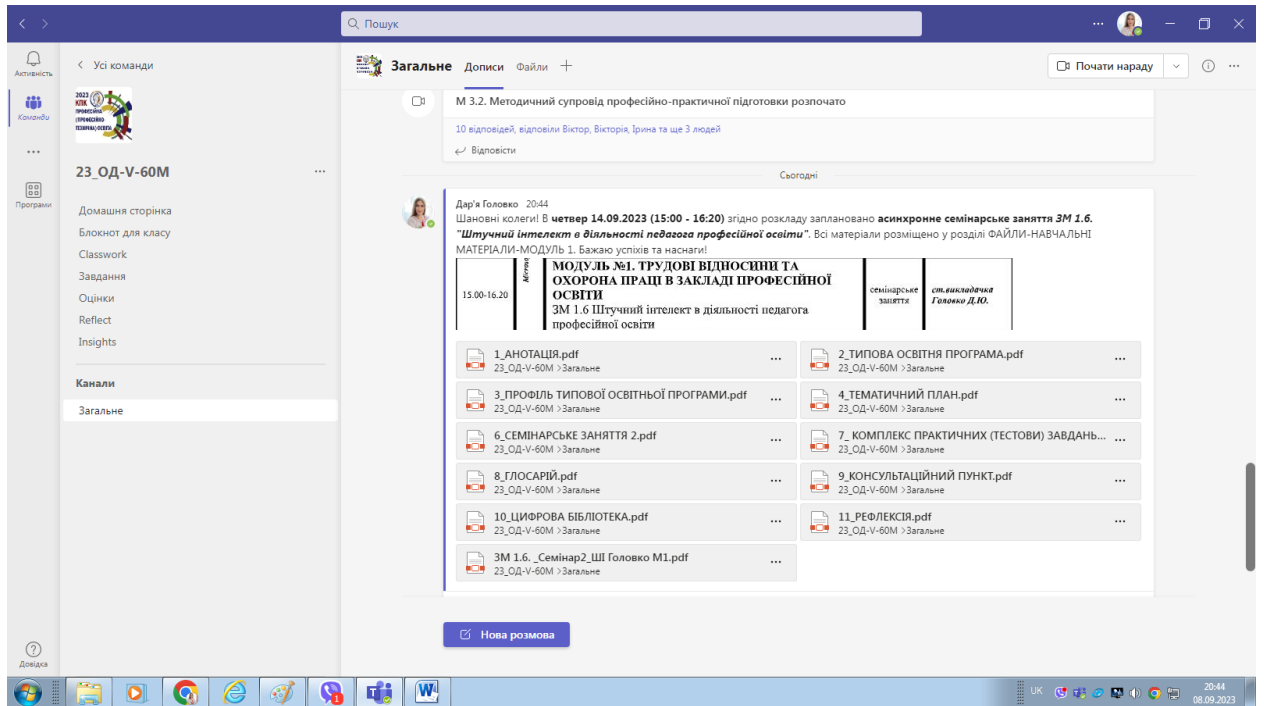 Пошук
Активність
Команди
Програми
Довідка
Усі команди
2023
КПК
23_ОД-V-60М
Домашня сторінка
Блокнот для класу
Classwork
Завдання
Оцінки
Reflect
Insights
Канали
Загальне
Загальне Дописи Файли
Почати нараду
М 3.2. Методичний супровід професійно-практичної підготовки розпочато
10 відповідей, відповіли Віктор, Вікторія, Ірина та ще 3 людей
Відповісти
Сьогодні
Дар'я Головко 20:44
Шановні колеги! В четвер 14.09.2023 (15:00 - 16:20) згідно розкладу заплановано асинхронне семінарське заняття ЗМ 1.6.
"Штучний інтелект в діяльності педагога професійної освіти". Всі матеріали розміщено у розділі ФАЙЛИ-НАВЧАЛЬНІ
МАТЕРІАЛИ-МОДУЛЬ 1. Бажаю успіхів та наснаги!
15.00-16.20
МОДУЛЬ №1. ТРУДОВІ ВІДНОСИНИ ТА
ОХОРОНА ПРАЦІ В ЗАКЛАДІ ПРОФЕСІЙНОЇ
ОСВІТИ
ЗМ 1.6 Штучний інтелект в діяльності педагога
професійної освіти
семінарське
заняття
ст.викладачка
Головко Д.Ю.
1_АНОТАЦІЯ.pdf
23_ОД-V-60М >Загальне
2_ТИПОВА ОСВІТНЯ ПРОГРАМА.pdf
23_ОД-V-60М >Загальне
3_ПРОФІЛЬ ТИПОВОЇ ОСВІТНЬОЇ ПРОГРАМИ.pdf
23_ОД-V-60М >Загальне
4_ТЕМАТИЧНИЙ ПЛАН.pdf
23_ОД-V-60М >Загальне
6_СЕМІНАРСЬКЕ ЗАНЯТТЯ 2.pdf
23_ОД-V-60М >Загальне
7_ КОМПЛЕКС ПРАКТИЧНИХ (ТЕСТОВИ) ЗАВДАНЬ...
23_ОД-V-60М >Загальне
8_ГЛОСАРІЙ.pdf
23_ОД-V-60М >Загальне
9_КОНСУЛЬТАЦІЙНИЙ ПУНКТ.pdf
23_ОД-V-60М >Загальне
10_ЦИФРОВА БІБЛІОТЕКА.pdf
23_ОД-V-60М >Загальне
11_РЕФЛЕКСІЯ.pdf
23_ОД-V-60М >Загальне
ЗМ 1.6. _Семінар2_ШІ Головко М1.pdf
23_ОД-V-60М >Загальне
Нова розмова
UK
20:44
08.09.2023